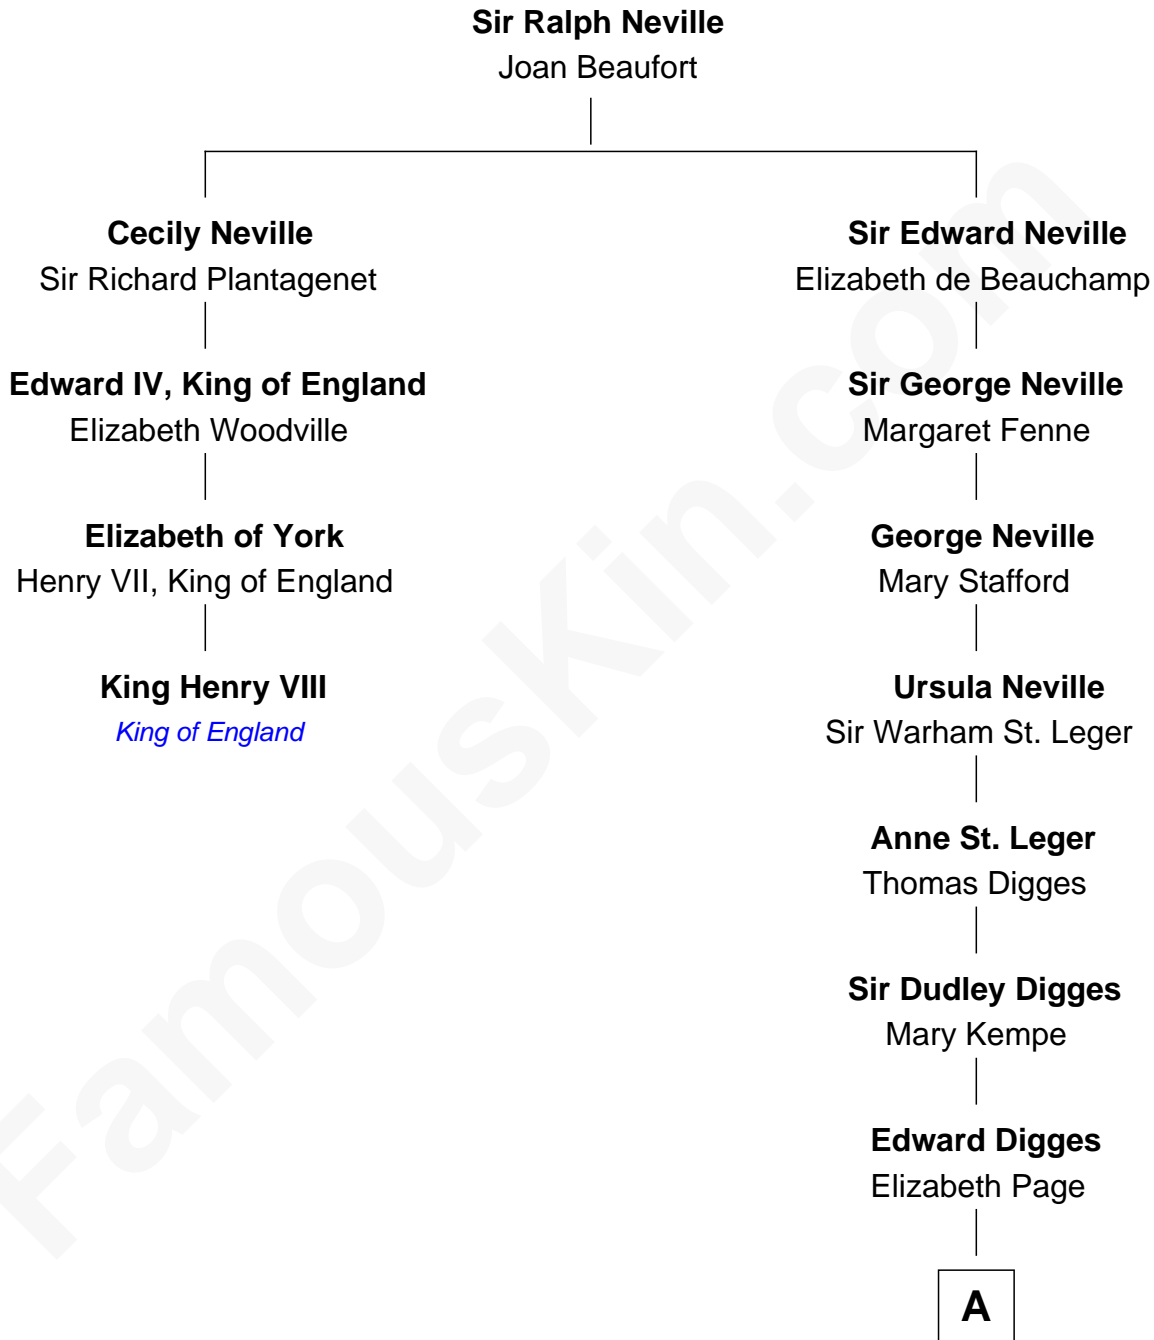 Sir Ralph Neville
Joan Beaufort
Cecily Neville
Sir Richard Plantagenet
Sir Edward Neville
Elizabeth de Beauchamp
Edward IV, King of England
Elizabeth Woodville
Sir George Neville
Margaret Fenne
Elizabeth of York
Henry VII, King of England
George Neville
Mary Stafford
King Henry VIII
King of England
Ursula Neville
Sir Warham St. Leger
Anne St. Leger
Thomas Digges
Sir Dudley Digges
Mary Kempe
Edward Digges
Elizabeth Page
A
FamousKin.com